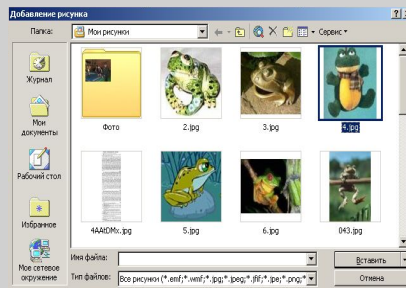 Добавление рисунка
Папка: Мои рисунки Сервис
Журнал
Мои документы
Рабочий стол
Избранное
Мое сетевое окружение
Фото 2.jpg 3.jpg 4.jpg
4AAtDMx.jpg 5.jpg 6.jpg 043.jpg
Имя файла: Вставить
Тип файлов: Все рисунки (*.emf;*.wmf;*.jpg;*.jpeg;*.jfif;*.jpe;*.png;* Отмена